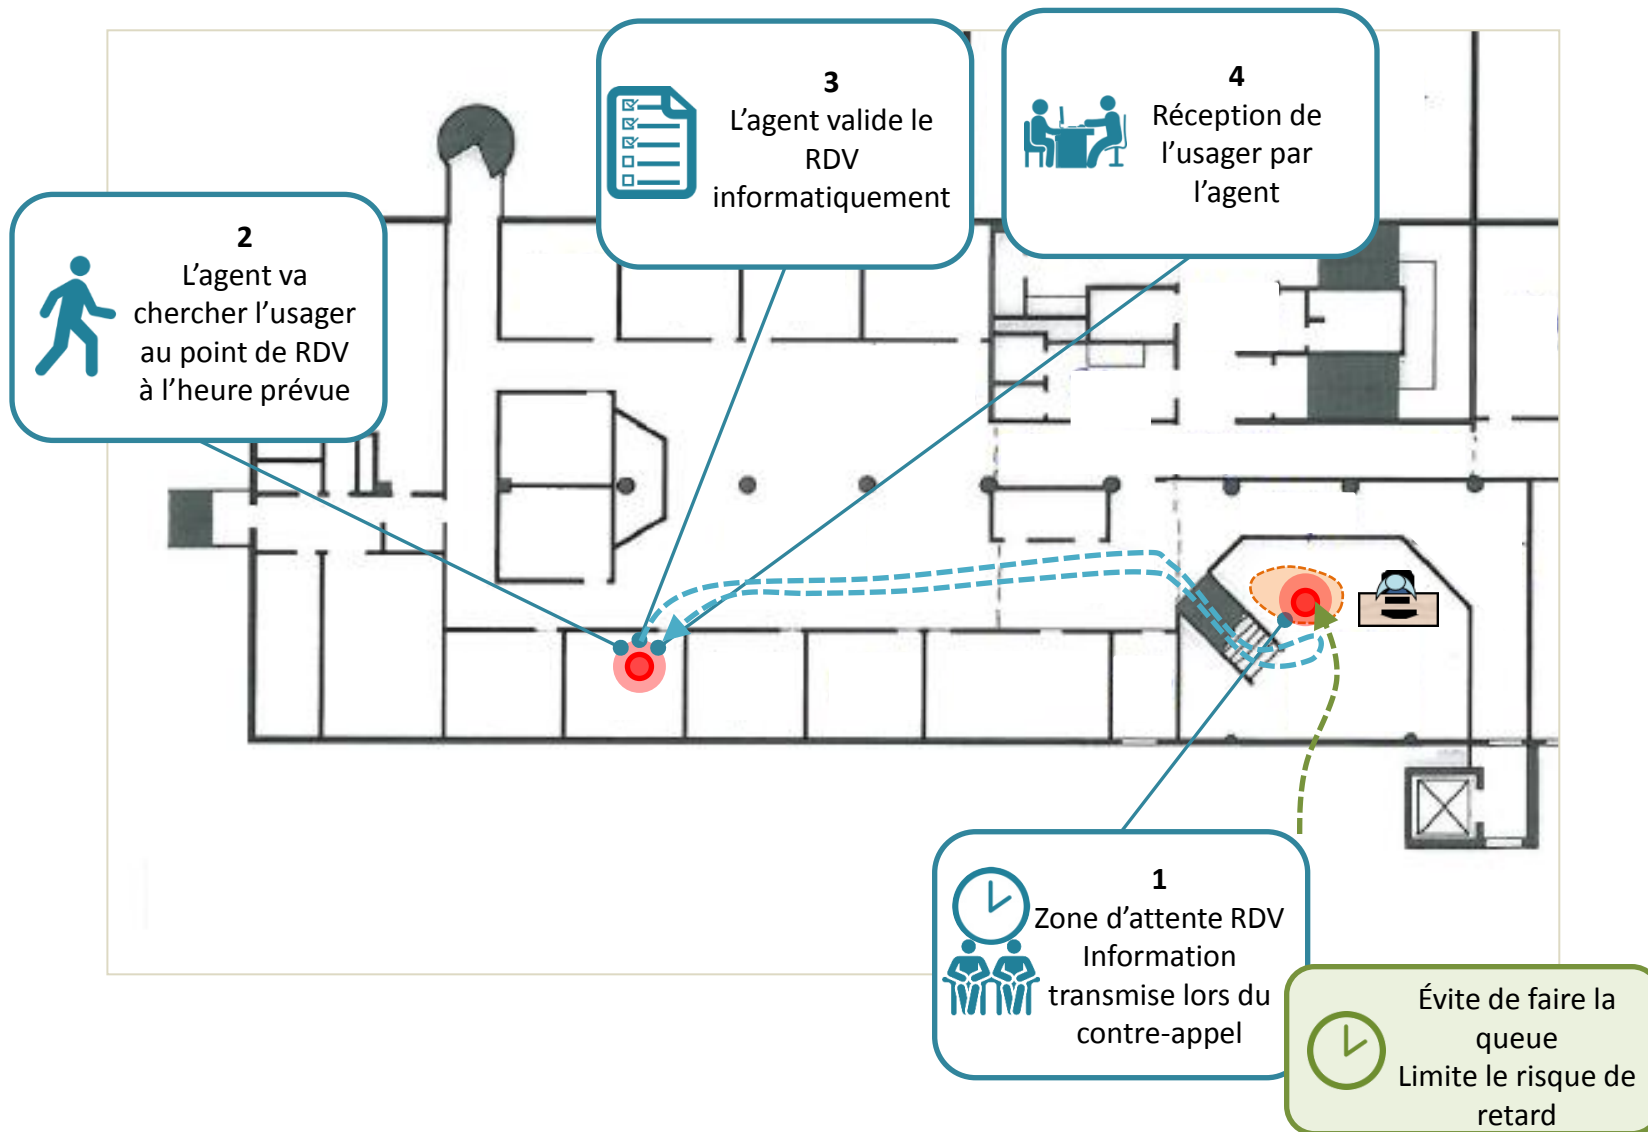 3
L’agent valide le
RDV
informatiquement
4
Réception de
l’usager par
l’agent
2
L’agent va
chercher l’usager
au point de RDV
à l’heure prévue
1
Zone d’attente RDV
Information
transmise lors du
contre-appel
Évite de faire la
queue
Limite le risque de
retard